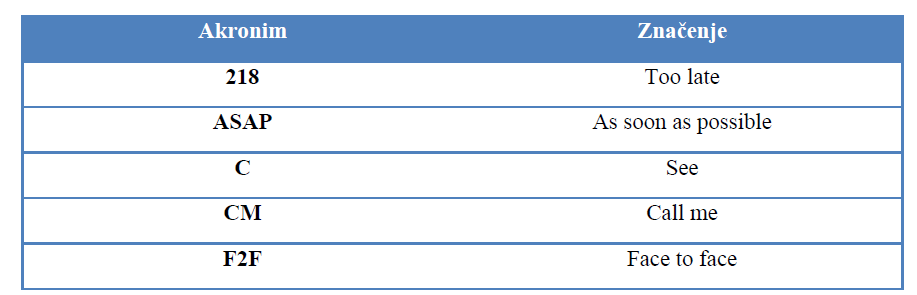 Akronim Značenje
218 Too late
ASAP As soon as possible
C See
CM Call me
F2F Face to face